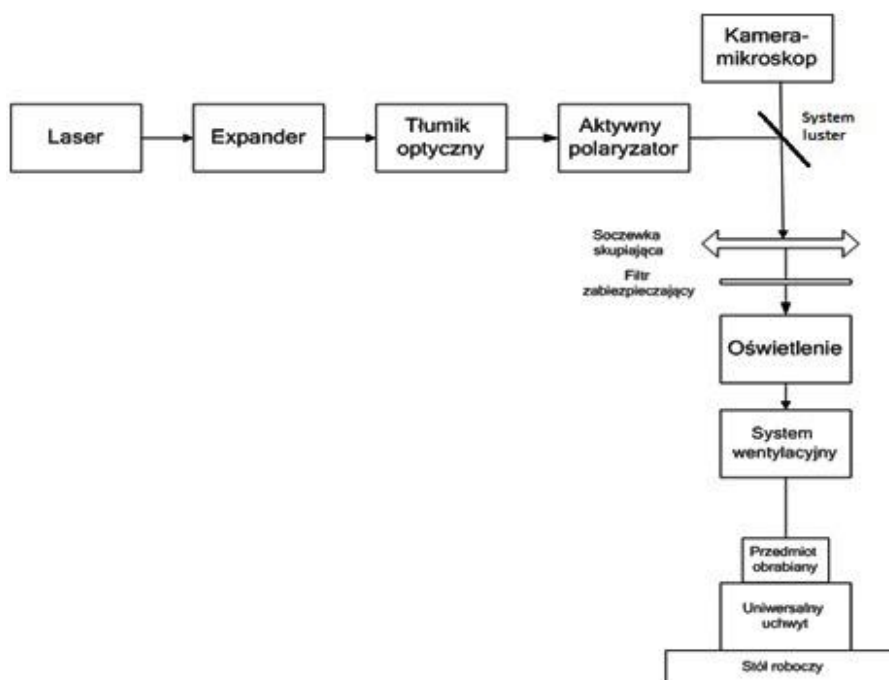 Kamera-
mikroskop
Laser
Expander
Tłumik
optyczny
Aktywny
polaryzator
System
luster
Soczewka
skupiająca
Filtr
zabiezpieczający
Oświetlenie
System
wentylacyjny
Przedmiot
obrabiany
Uniwersalny
uchwyt
Stół roboczy